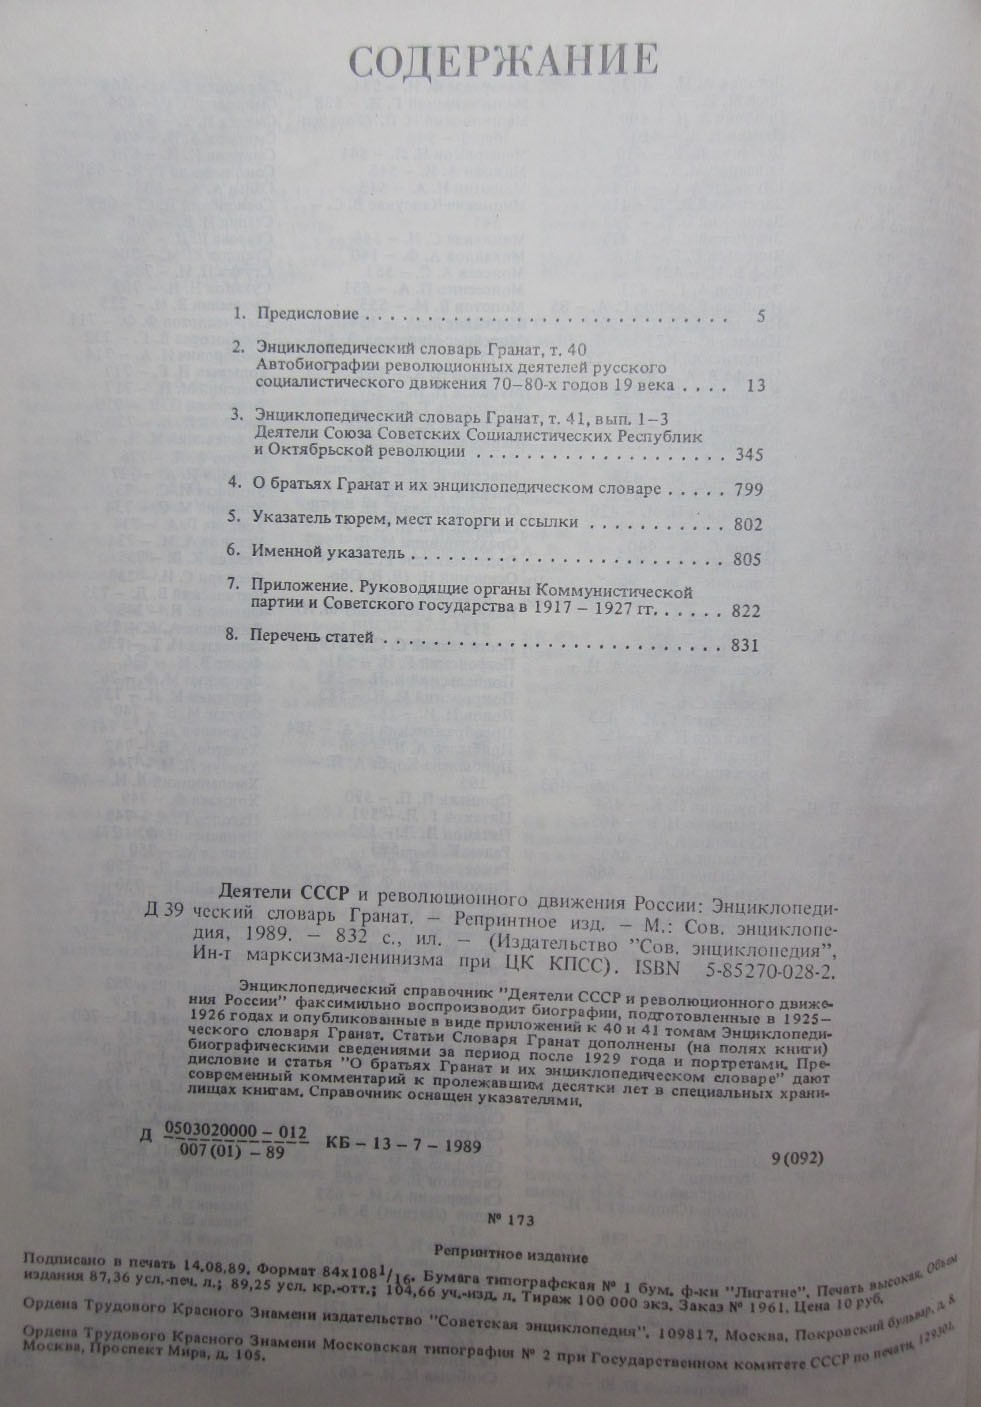 СОДЕРЖАНИЕ
1. Предисловие . . . . . . . . . . . . . . . . . . . . . . . . . . . . . 5
2. Энциклопедический словарь Гранат, т. 40
Автобиографии революционных деятелей русского
социалистического движения 70–80-х годов 19 века . . . . 13
3. Энциклопедический словарь Гранат, т. 41, вып. 1–3
Деятели Союза Советских Социалистических Республик
и Октябрьской революции . . . . . . . . . . . . . . . . . . . . 345
4. О братьях Гранат и их энциклопедическом словаре . . . . . 799
5. Указатель тюрем, мест каторги и ссылки . . . . . . . . . . . 802
6. Именной указатель . . . . . . . . . . . . . . . . . . . . . . . . . 805
7. Приложение. Руководящие органы Коммунистической
партии и Советского государства в 1917 – 1927 гг. . . . . . 822
8. Перечень статей . . . . . . . . . . . . . . . . . . . . . . . . . . . 831
Деятели СССР и революционного движения России: Энциклопеди-
Д 39 ческий словарь Гранат. – Репринтное изд. – М.: Сов. энциклопе-
дия, 1989. – 832 с., ил. – (Издательство "Сов. энциклопедия",
Ин-т марксизма-ленинизма при ЦК КПСС). ISBN 5-85270-028-2.
Энциклопедический справочник "Деятели СССР и революционного движе-
ния России" факсимильно воспроизводит биографии, подготовленные в 1925–
1926 годах и опубликованные в виде приложений к 40 и 41 томам Энциклопеди-
ческого словаря Гранат. Статьи Словаря Гранат дополнены (на полях книги)
биографическими сведениями за период после 1929 года и портретами. Пре-
дисловие и статья "О братьях Гранат и их энциклопедическом словаре" дают
современный комментарий к пролежавшим десятки лет в специальных храни-
лищах книгам. Справочник оснащен указателями.
Д 0503020000 – 012
007(01) – 89 КБ – 13 – 7 – 1989
9(092)
№ 173
Репринтное издание
Подписано в печать 14.08.89. Формат 84x108 1/16. Бумага типографская № 1 бум. ф-ки "Лигатне". Печать высокая. Объем
издания 87,36 усл.-печ. л.; 89,25 усл. кр.-отт.; 104,66 уч.-изд. л. Тираж 100 000 экз. Заказ № 1961. Цена 10 руб.
Ордена Трудового Красного Знамени издательство "Советская энциклопедия". 109817, Москва, Покровский бульвар, д. 8
Ордена Трудового Красного Знамени Московская типография № 2 при Государственном комитете СССР по печати, 129301,
Москва, Проспект Мира, д. 105.